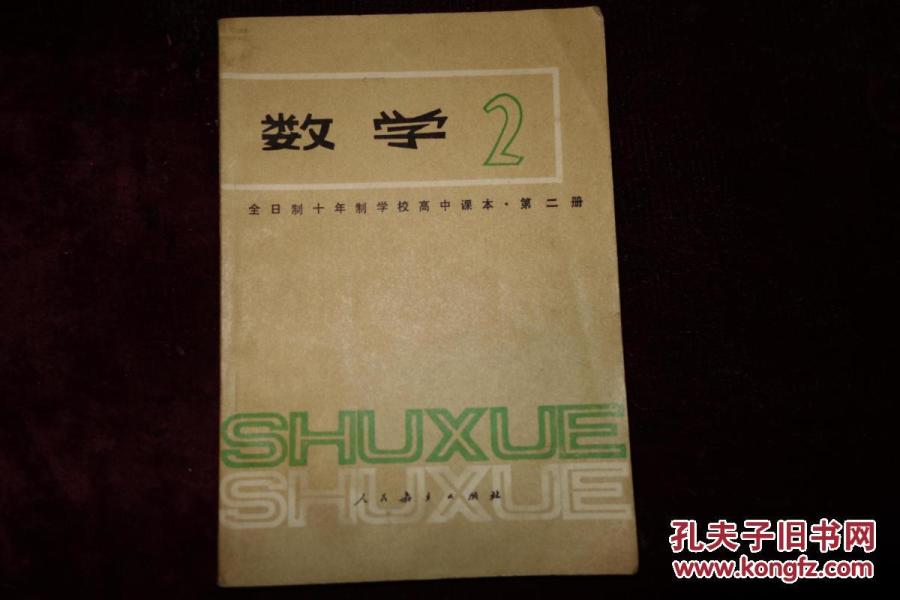 数学 2
全日制十年制学校高中课本·第二册
SHUXUE
SHUXUE
人民教育出版社
孔夫子旧书网
www.kongfz.com